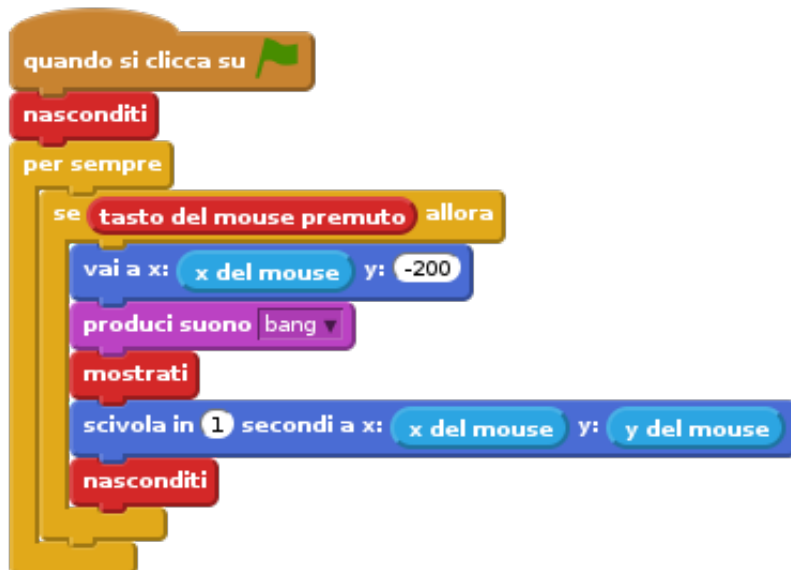 quando si clicca su
nasconditi
per sempre
se tasto del mouse premuto allora
vai a x: x del mouse y: -200
produci suono bang
mostrati
scivola in 1 secondi a x: x del mouse y: y del mouse
nasconditi